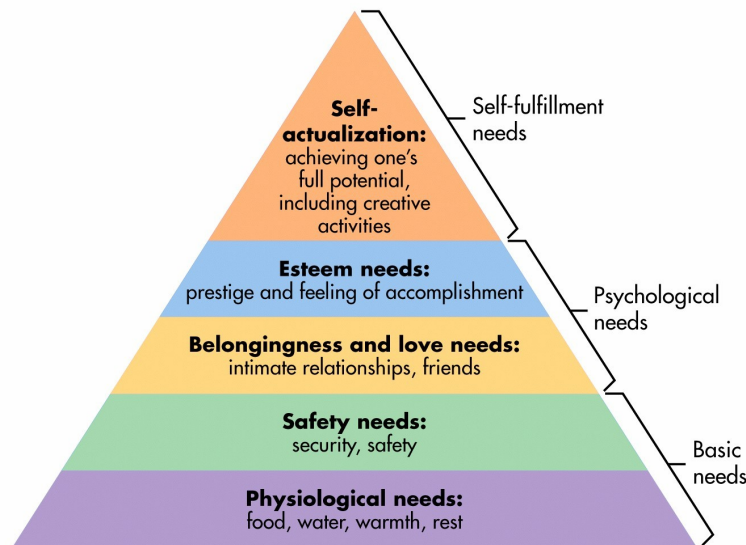 Self-
actualization:
achieving one's
full potential,
including creative
activities
Self-fulfillment
needs
Esteem needs:
prestige and feeling of accomplishment
Psychological
needs
Belongingness and love needs:
intimate relationships, friends
Safety needs:
security, safety
Basic
needs
Physiological needs:
food, water, warmth, rest